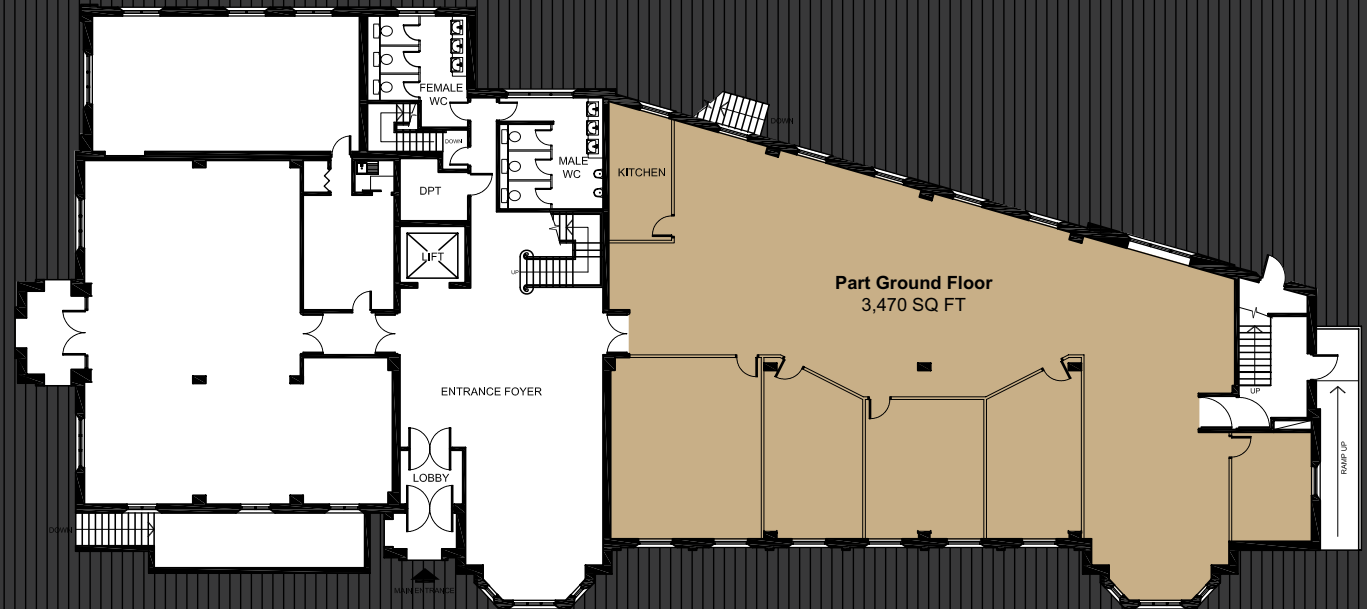 FEMALE
WC
DOWN
DOWN
MALE
WC
KITCHEN
DPT
LIFT
UP
Part Ground Floor
3,470 SQ FT
ENTRANCE FOYER
UP
LOBBY
RAMP UP
DOWN
MAIN ENTRANCE